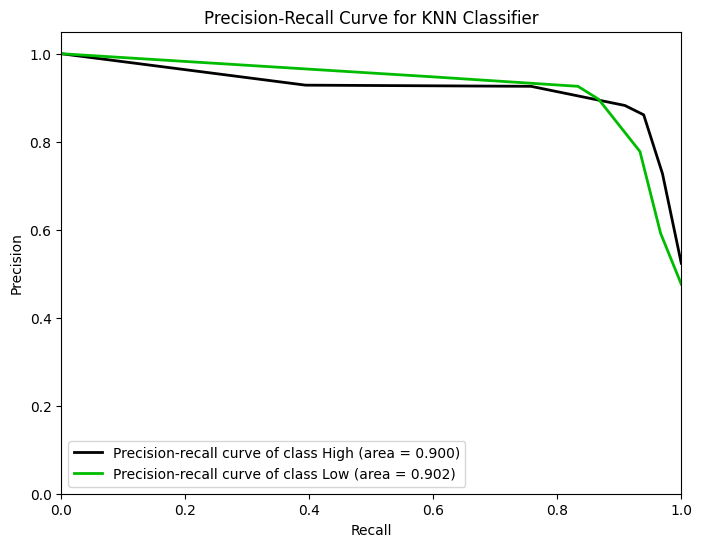 Precision-Recall Curve for KNN Classifier
1.0
0.8
0.6
0.4
0.2
0.0
Precision
Precision-recall curve of class High (area = 0.900)
Precision-recall curve of class Low (area = 0.902)
0.0 0.2 0.4 0.6 0.8 1.0
Recall